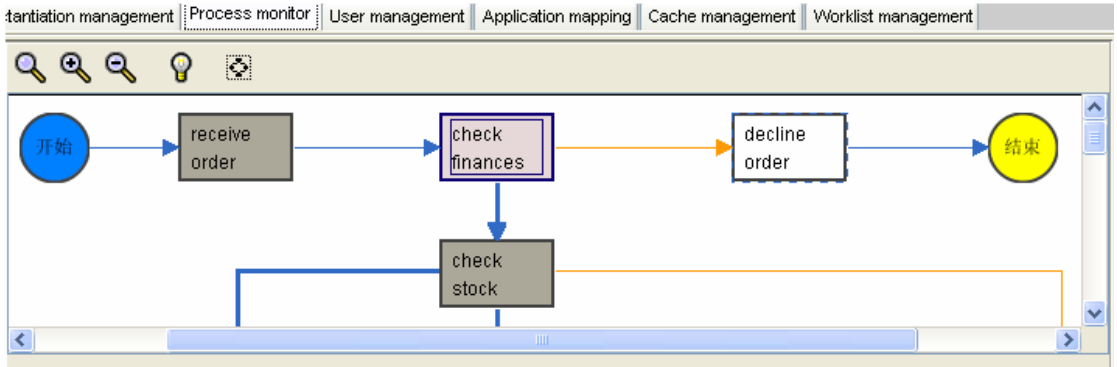 tantiation management Process monitor User management Application mapping Cache management Worklist management
开始
receive
order
check
finances
decline
order
结束
check
stock